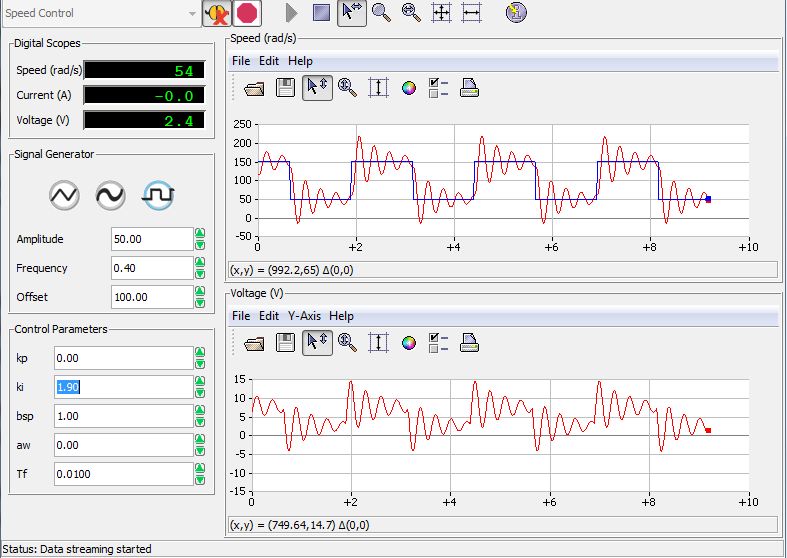 Speed Control
Digital Scopes
Speed (rad/s) 54
Current (A) -0.0
Voltage (V) 2.4
Signal Generator
Amplitude 50.00
Frequency 0.40
Offset 100.00
Control Parameters
kp 0.00
ki 1.90
bsp 1.00
aw 0.00
Tf 0.0100
Speed (rad/s)
File Edit Help
250
200
150
100
50
0
-50
0 +2 +4 +6 +8 +10
(x,y) = (992.2,65) Δ(0,0)
Voltage (V)
File Edit Y-Axis Help
15
10
5
0
-5
-10
-15
0 +2 +4 +6 +8 +10
(x,y) = (749.64,14.7) Δ(0,0)
Status: Data streaming started